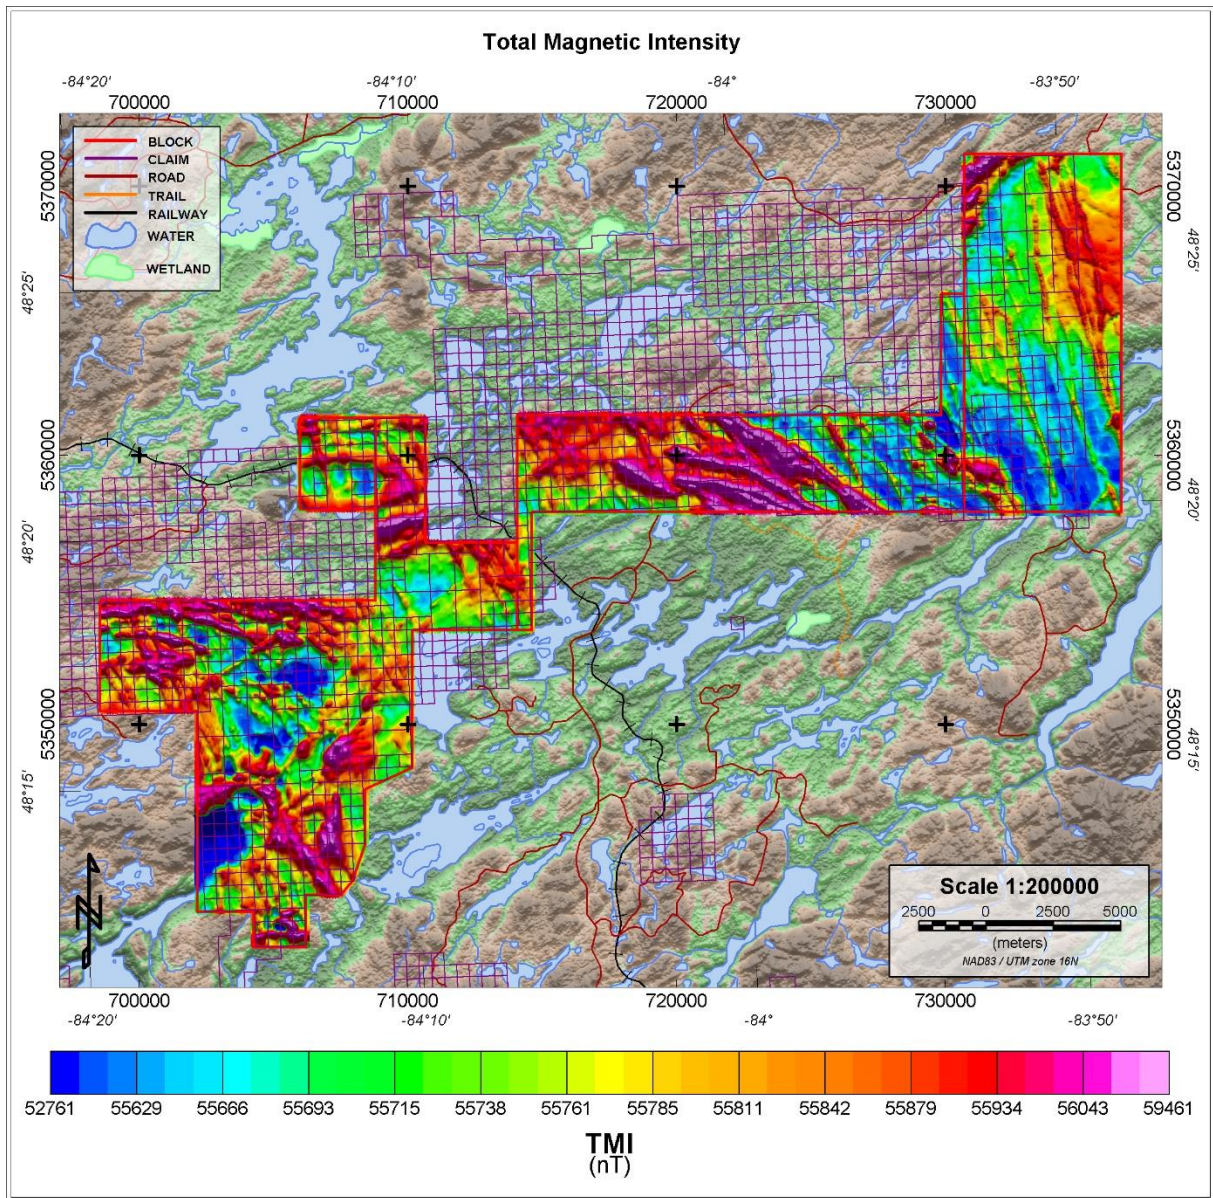 Total Magnetic Intensity
-84°20' -84°10' -84° -83°50'
700000 710000 720000 730000
BLOCK
CLAIM
ROAD
TRAIL
RAILWAY
WATER
WETLAND
5370000 5370000
48°25' 48°25'
5360000 5360000
48°20' 48°20'
5350000 5350000
48°15' 48°15'
N
Scale 1:200000
2500 0 2500 5000
(meters)
NAD83 / UTM zone 16N
700000 710000 720000 730000
-84°20' -84°10' -84° -83°50'
52761 55629 55666 55693 55715 55738 55761 55785 55811 55842 55879 55934 56043 59461
TMI
(nT)